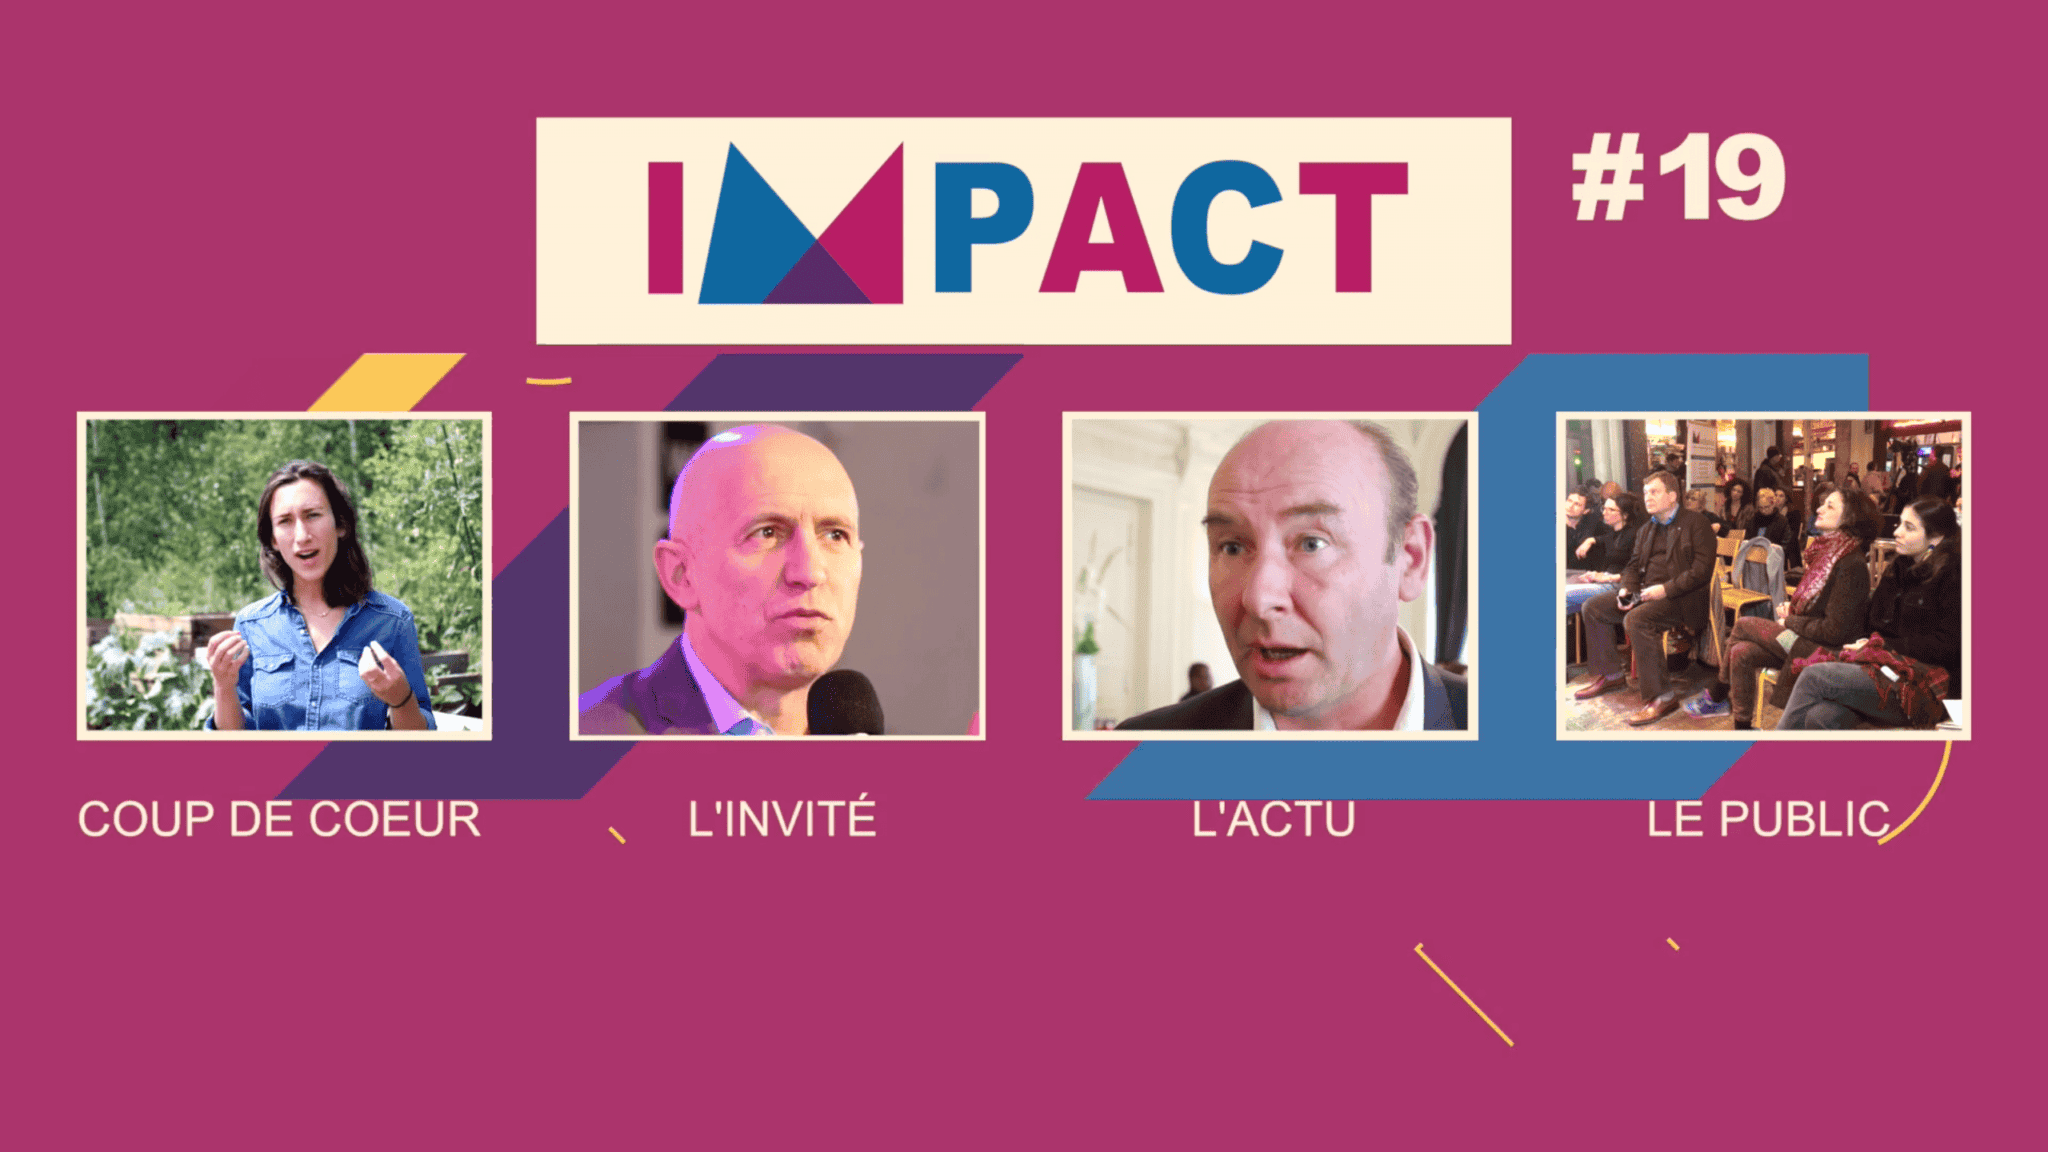 IMPACT
#19
COUP DE COEUR
L'INVITÉ
L'ACTU
LE PUBLIC